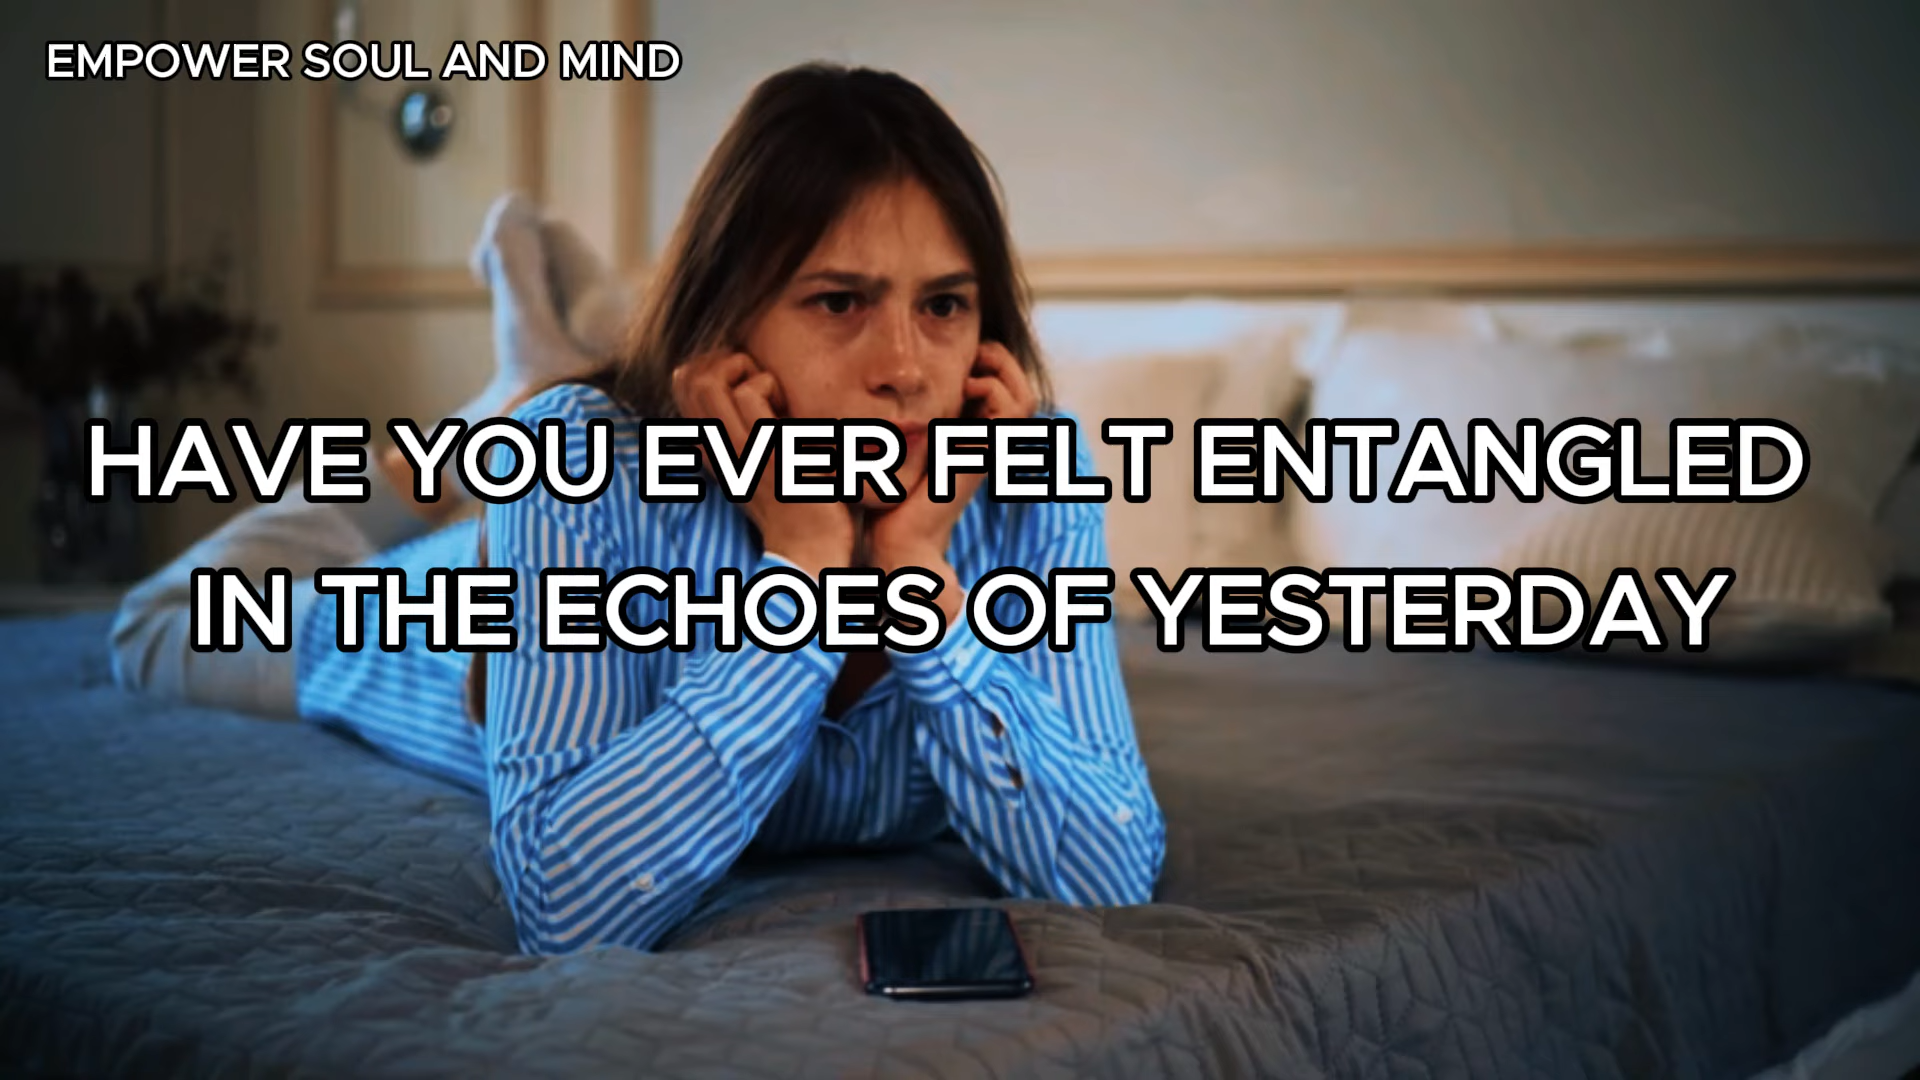 EMPOWER SOUL AND MIND
HAVE YOU EVER FELT ENTANGLED
IN THE ECHOES OF YESTERDAY